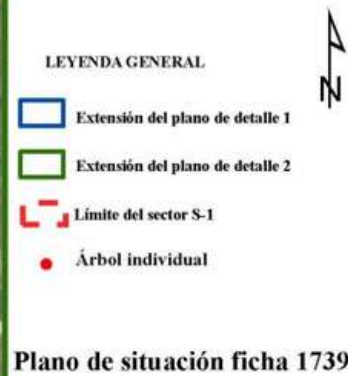 LEYENDA GENERAL
N
Extensión del plano de detalle 1
Extensión del plano de detalle 2
Límite del sector S-1
Árbol individual
Plano de situación ficha 1739